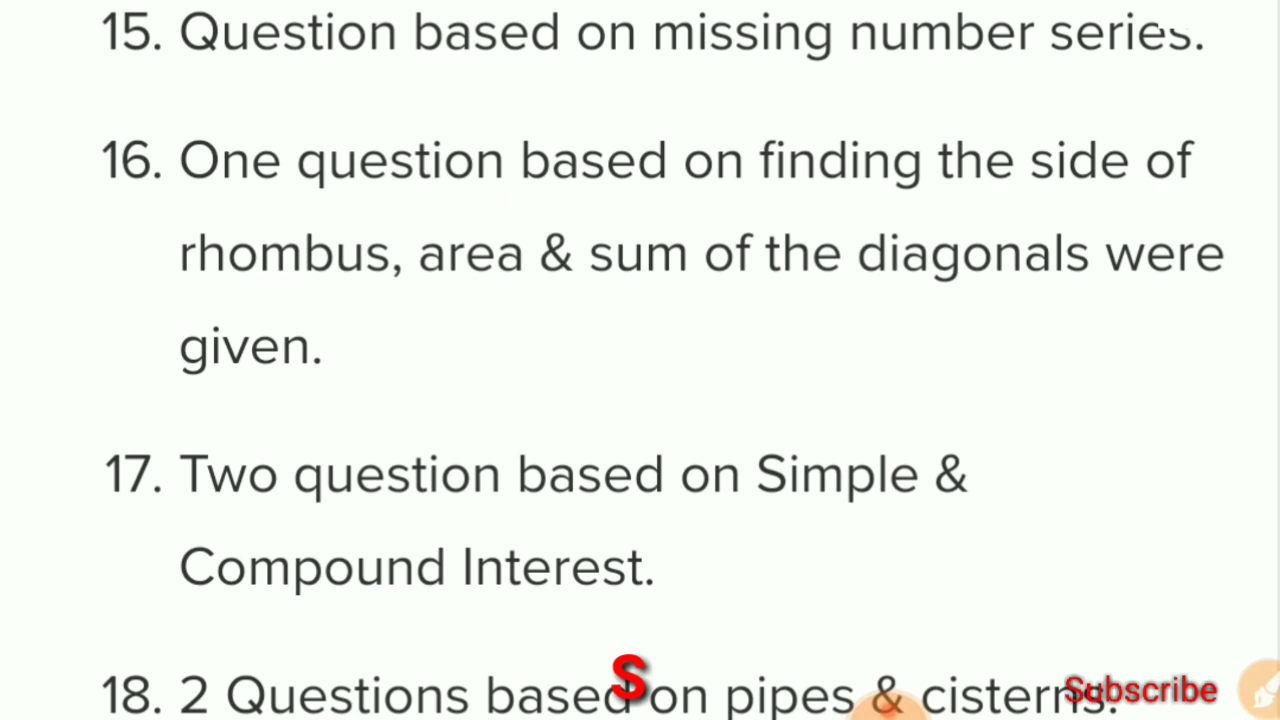 15. Question based on missing number series.
16. One question based on finding the side of
rhombus, area & sum of the diagonals were
given.
17. Two question based on Simple &
Compound Interest.
18. 2 Questions based on pipes & cisterns.
S
Subscribe